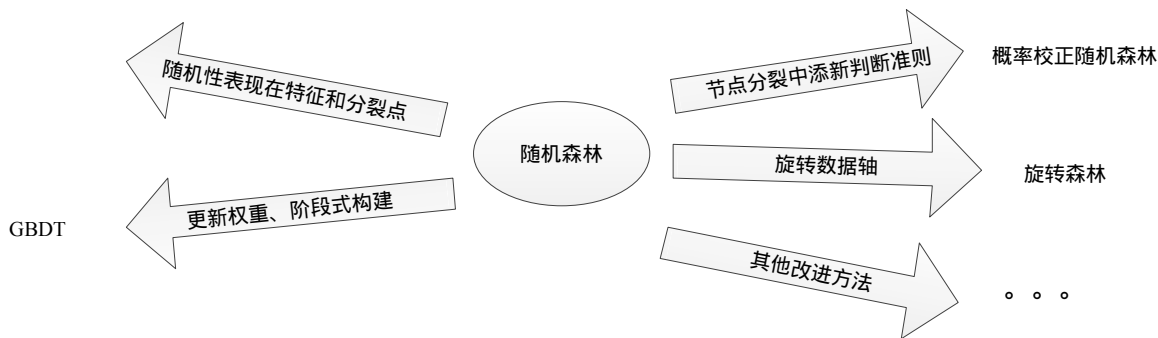 随机性表现在特征和分裂点
节点分裂中添新判断准则
概率校正随机森林
随机森林
旋转数据轴
旋转森林
更新权重、阶段式构建
GBDT
其他改进方法
。。。